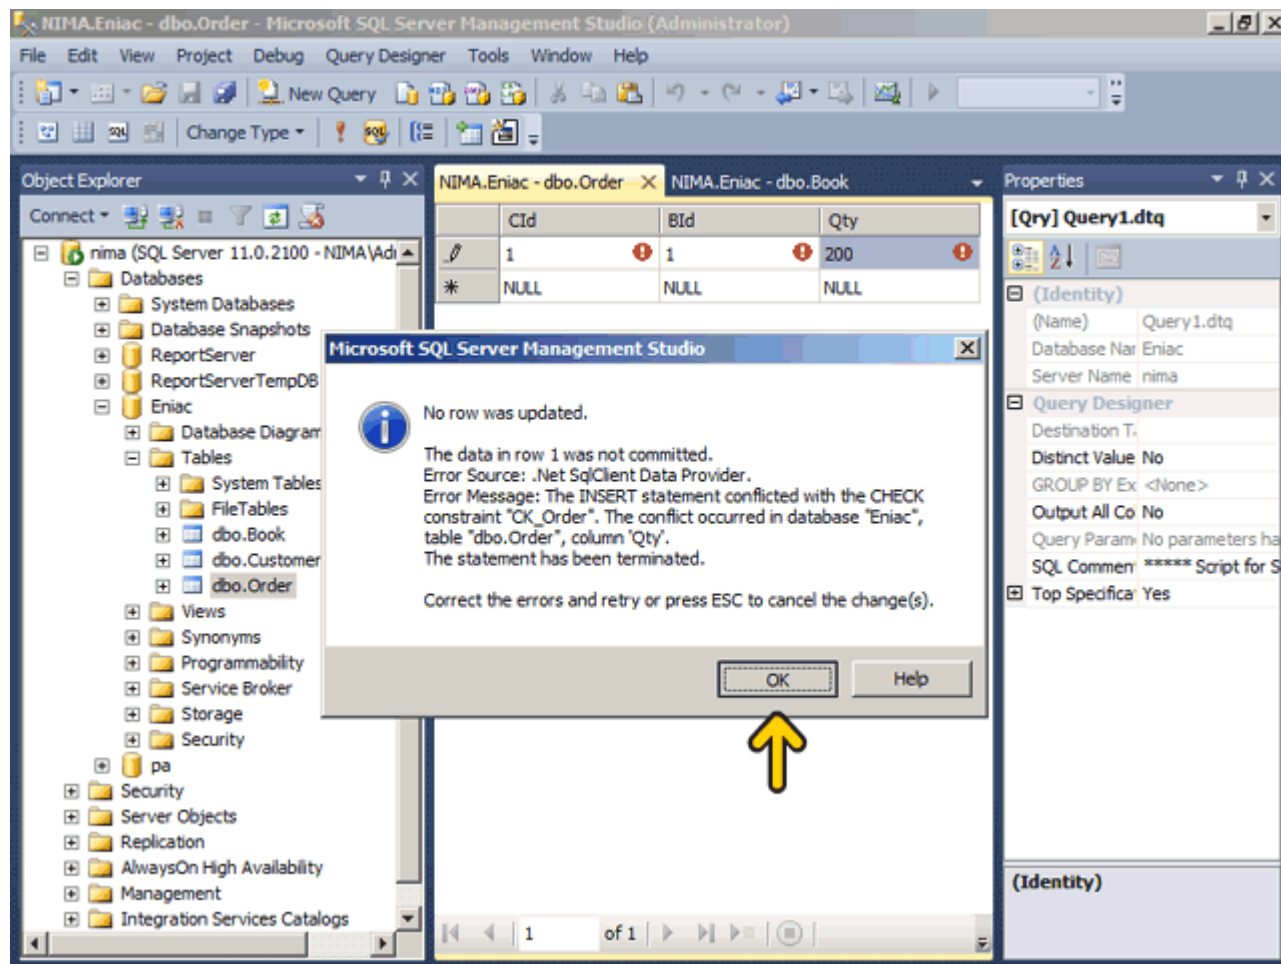 NIMA.Eniac - dbo.Order - Microsoft SQL Server Management Studio (Administrator)
File Edit View Project Debug Query Designer Tools Window Help
New Query
Change Type
Object Explorer
Connect
nima (SQL Server 11.0.2100 - NIMA\Adı
Databases
System Databases
Database Snapshots
ReportServer
ReportServerTempDB
Eniac
Database Diagram
Tables
System Tables
FileTables
dbo.Book
dbo.Customer
dbo.Order
Views
Synonyms
Programmability
Service Broker
Storage
Security
pa
Security
Server Objects
Replication
AlwaysOn High Availability
Management
Integration Services Catalogs
NIMA.Eniac - dbo.Order NIMA.Eniac - dbo.Book
CId BId Qty
1 1 200
NULL NULL NULL
Microsoft SQL Server Management Studio
No row was updated.
The data in row 1 was not committed.
Error Source: .Net SqlClient Data Provider.
Error Message: The INSERT statement conflicted with the CHECK
constraint "CK_Order". The conflict occurred in database "Eniac",
table "dbo.Order", column 'Qty'.
The statement has been terminated.
Correct the errors and retry or press ESC to cancel the change(s).
OK Help
1 of 1
Properties
[Qry] Query1.dtq
(Identity)
(Name) Query1.dtq
Database Nar Eniac
Server Name nima
Query Designer
Destination T
Distinct Value No
GROUP BY Ex <None>
Output All Co No
Query Param No parameters ha
SQL Commen ***** Script for S
Top Specifica Yes
(Identity)